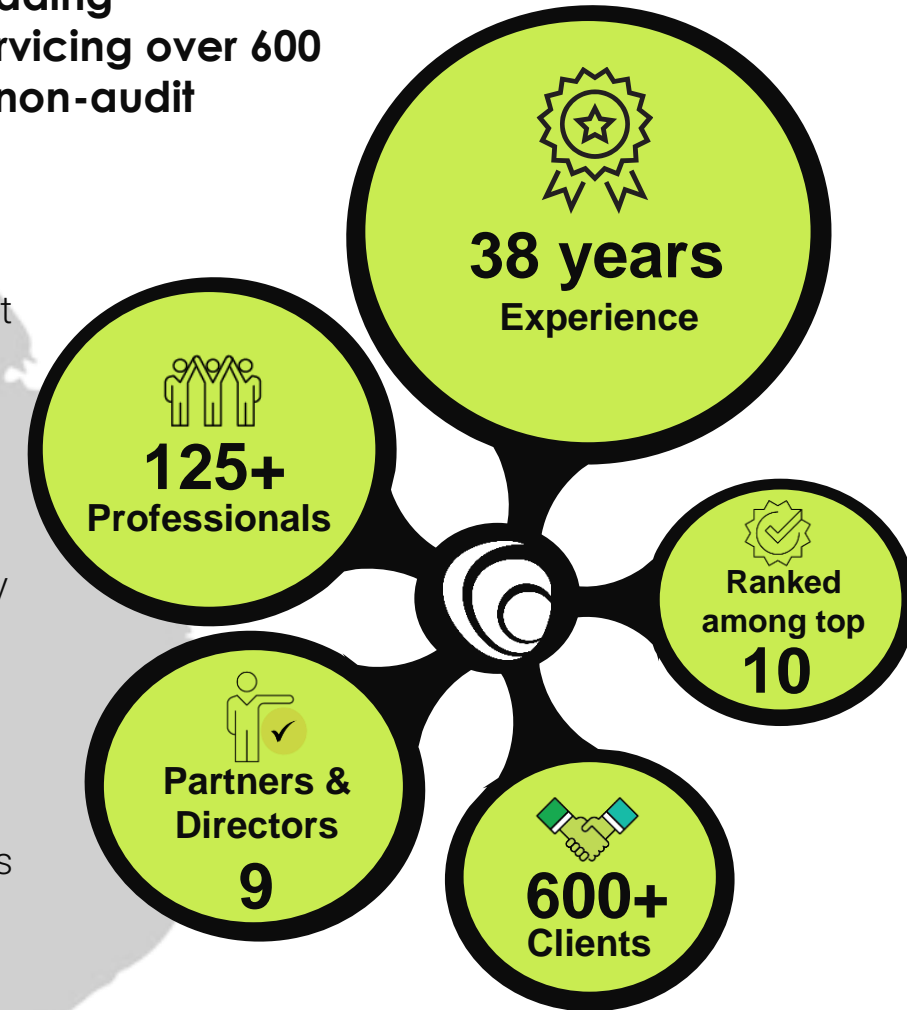 rvicing over 600
non-audit
38 years
Experience
125+
Professionals
Ranked
among top
10
Partners &
Directors
9
600+
Clients